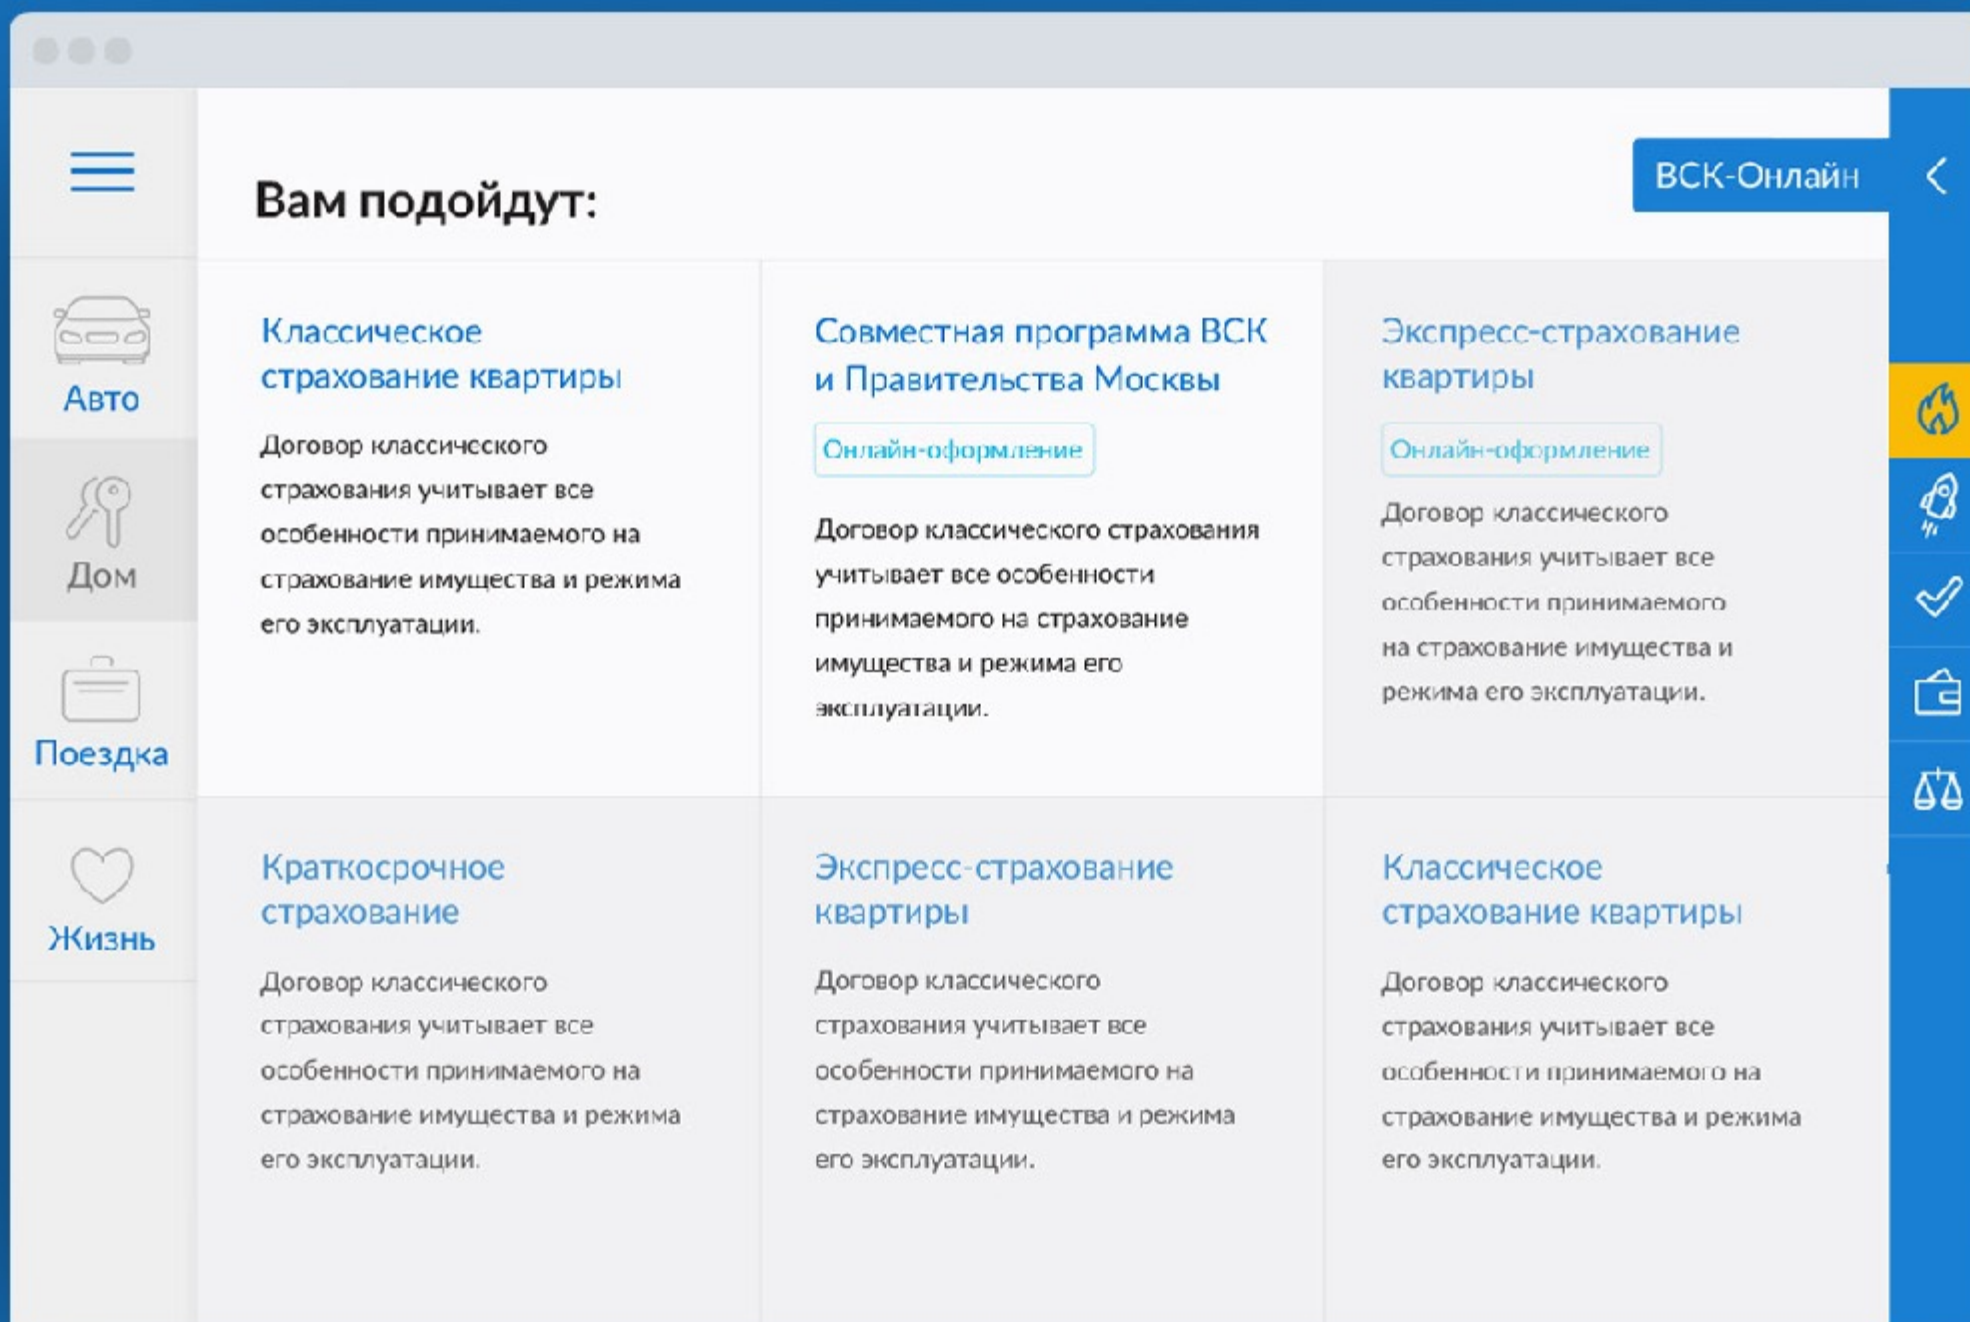 ВСК-Онлайн
Вам подойдут:
Авто
Дом
Поездка
Жизнь
Классическое
страхование квартиры
Договор классического
страхования учитывает все
особенности принимаемого на
страхование имущества и режима
его эксплуатации.
Совместная программа ВСК
и Правительства Москвы
Онлайн-оформление
Договор классического страхования
учитывает все особенности
принимаемого на страхование
имущества и режима его
эксплуатации.
Экспресс-страхование
квартиры
Онлайн-оформление
Договор классического
страхования учитывает все
особенности принимаемого
на страхование имущества и
режима его эксплуатации.
Краткосрочное
страхование
Договор классического
страхования учитывает все
особенности принимаемого на
страхование имущества и режима
его эксплуатации.
Экспресс-страхование
квартиры
Договор классического
страхования учитывает все
особенности принимаемого на
страхование имущества и режима
его эксплуатации.
Классическое
страхование квартиры
Договор классического
страхования учитывает все
особенности принимаемого на
страхование имущества и режима
его эксплуатации.